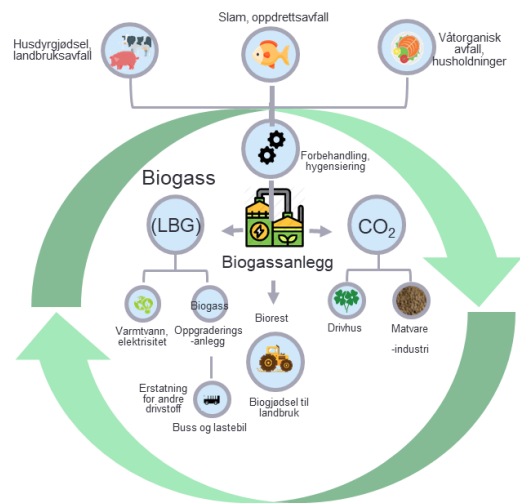 Slam, oppdrettsavfall
Husdyrgjødsel,
landbruksavfall
Våtorganisk
avfall,
husholdninger
Forbehandling,
hygensiering
Biogass
(LBG)
CO2
Biogassanlegg
Biogass
Varmtvann,
elektrisitet
Oppgraderings
-anlegg
Biorest
Drivhus
Matvare
-industri
Erstatning
for andre
drivstoff
Buss og lastebil
Biogjødsel til
landbruk